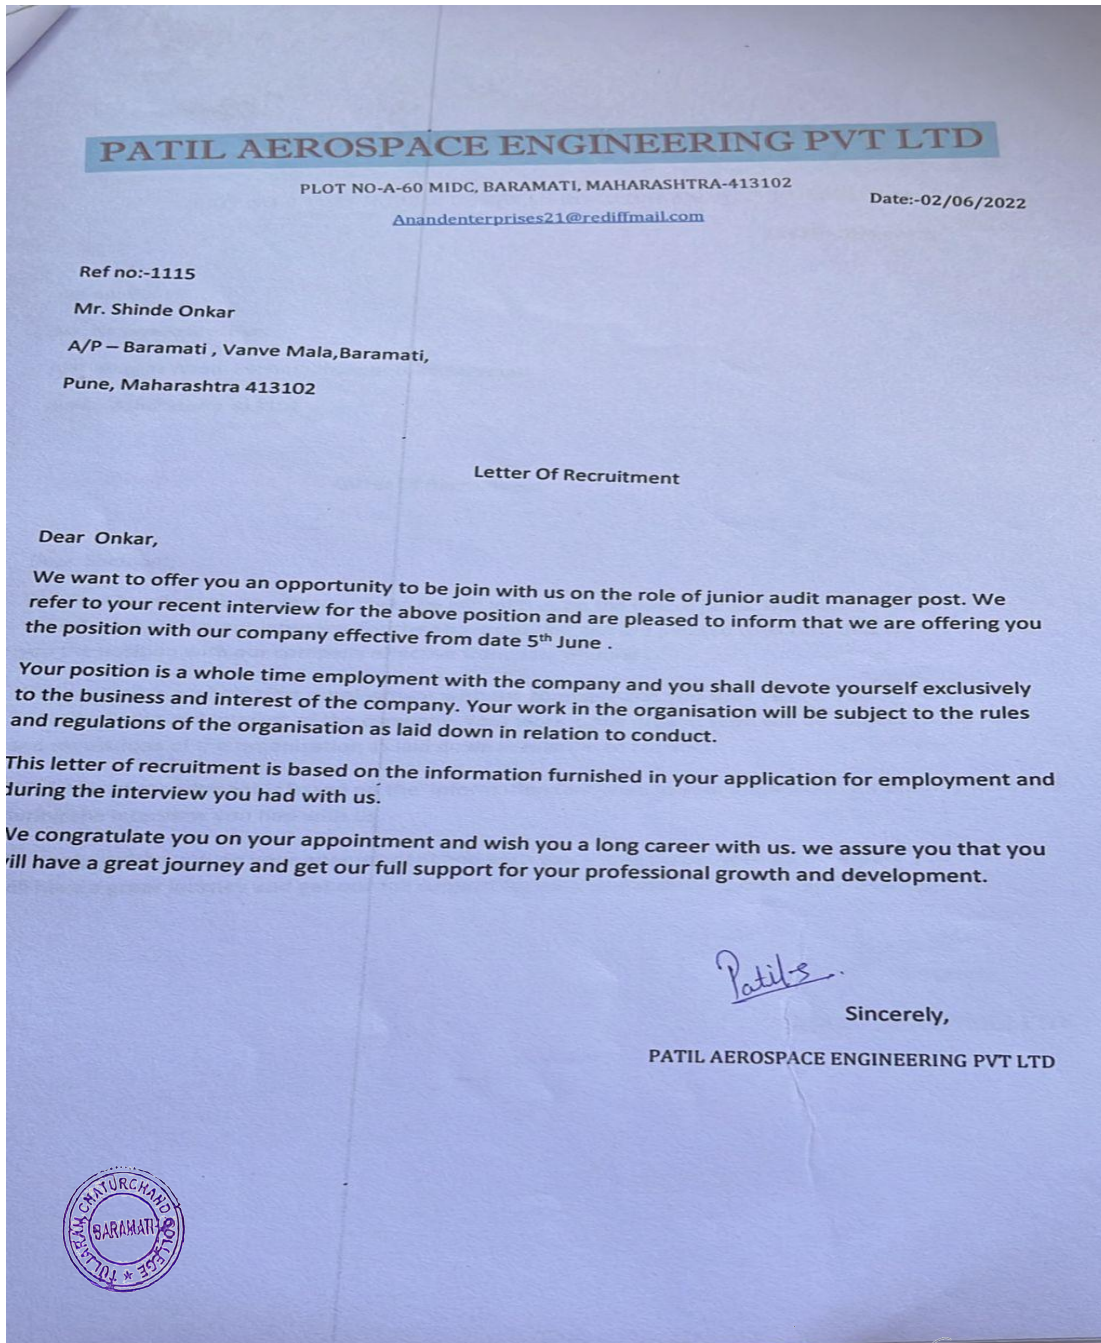 PATIL AEROSPACE ENGINEERING PVT LTD
PLOT NO-A-60 MIDC, BARAMATI, MAHARASHTRA-413102
Date:-02/06/2022
Anandenterprises21@rediffmail.com
Ref no:-1115
Mr. Shinde Onkar
A/P – Baramati , Vanve Mala,Baramati,
Pune, Maharashtra 413102
Letter Of Recruitment
Dear Onkar,
We want to offer you an opportunity to be join with us on the role of junior audit manager post. We
refer to your recent interview for the above position and are pleased to inform that we are offering you
the position with our company effective from date 5th June .
Your position is a whole time employment with the company and you shall devote yourself exclusively
to the business and interest of the company. Your work in the organisation will be subject to the rules
and regulations of the organisation as laid down in relation to conduct.
This letter of recruitment is based on the information furnished in your application for employment and
during the interview you had with us.
We congratulate you on your appointment and wish you a long career with us. we assure you that you
will have a great journey and get our full support for your professional growth and development.
Patil-s
Sincerely,
PATIL AEROSPACE ENGINEERING PVT LTD
TULJARAM CHATURCHAND COLLEGE
BARAMATI